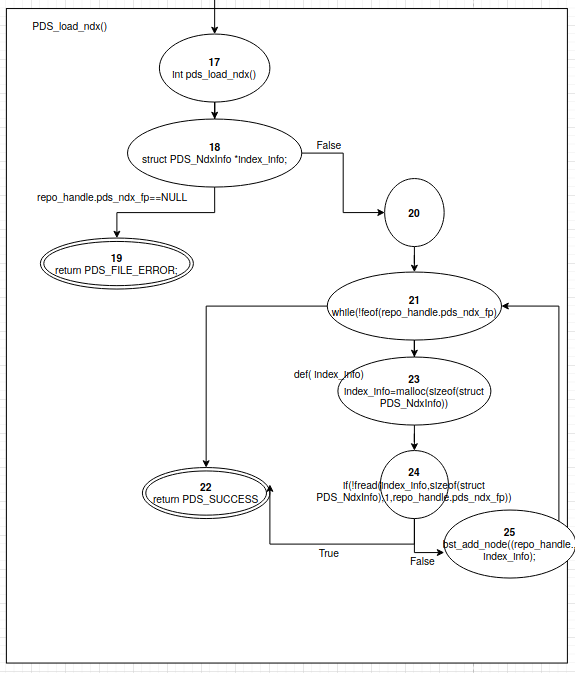 PDS_load_ndx()
17
int pds_load_ndx()
18
struct PDS_NdxInfo *index_info;
False
repo_handle.pds_ndx_fp==NULL
20
19
return PDS_FILE_ERROR;
21
while(!feof(repo_handle.pds_ndx_fp)
def( index_info)
23
index_info=malloc(sizeof(struct
PDS_NdxInfo))
24
if(!fread(index_info,sizeof(struct
PDS_NdxInfo),1,repo_handle.pds_ndx_fp))
22
return PDS_SUCCESS
25
bst_add_node((repo_handle..
index_info);
True
False